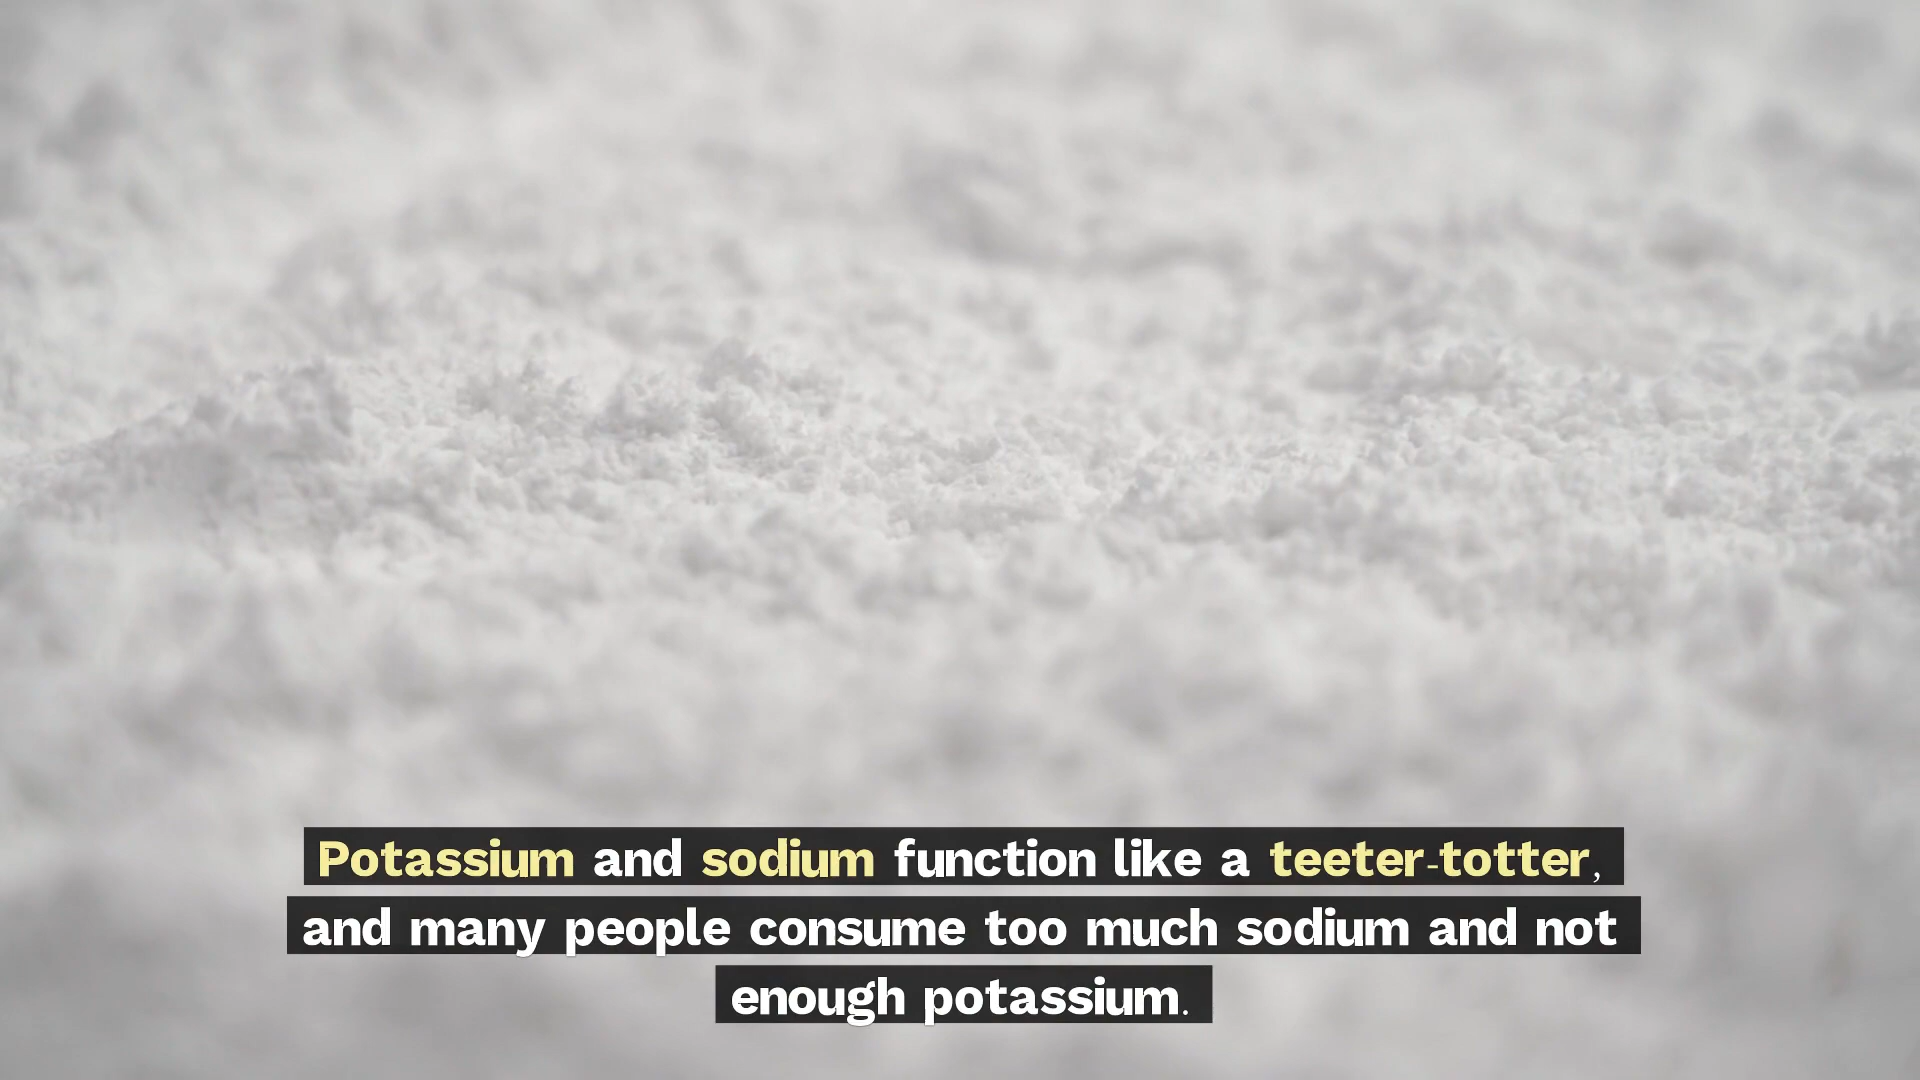 Potassium and sodium function like a teeter-totter,
and many people consume too much sodium and not
enough potassium.